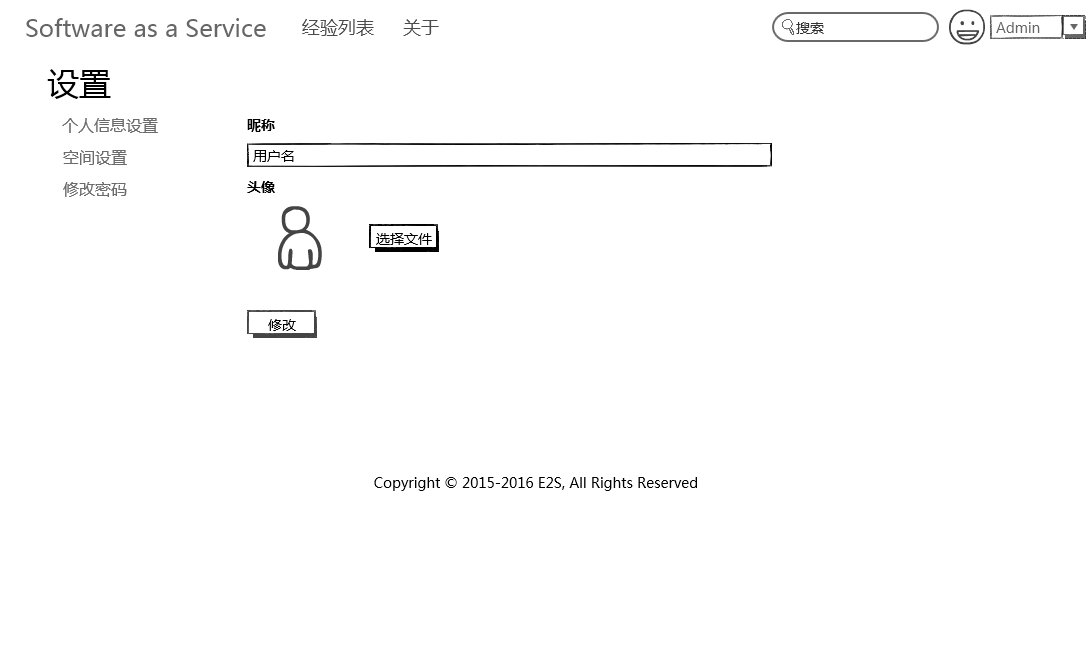 Software as a Service 经验列表 关于 搜索 Admin
设置
个人信息设置
空间设置
修改密码
昵称
用户名
头像
选择文件
修改
Copyright © 2015-2016 E2S, All Rights Reserved